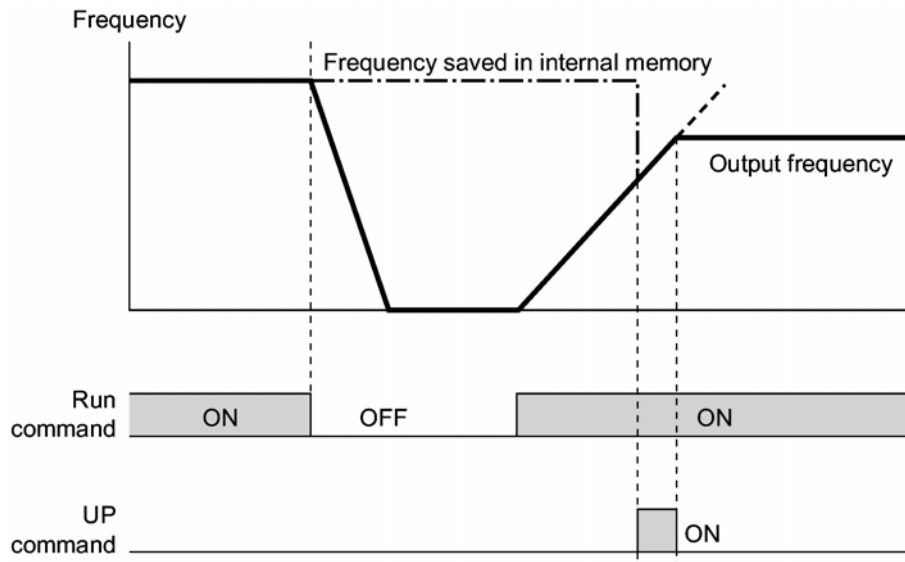 Frequency
Frequency saved in internal memory
Output frequency
Run
command
ON
OFF
ON
UP
command
ON